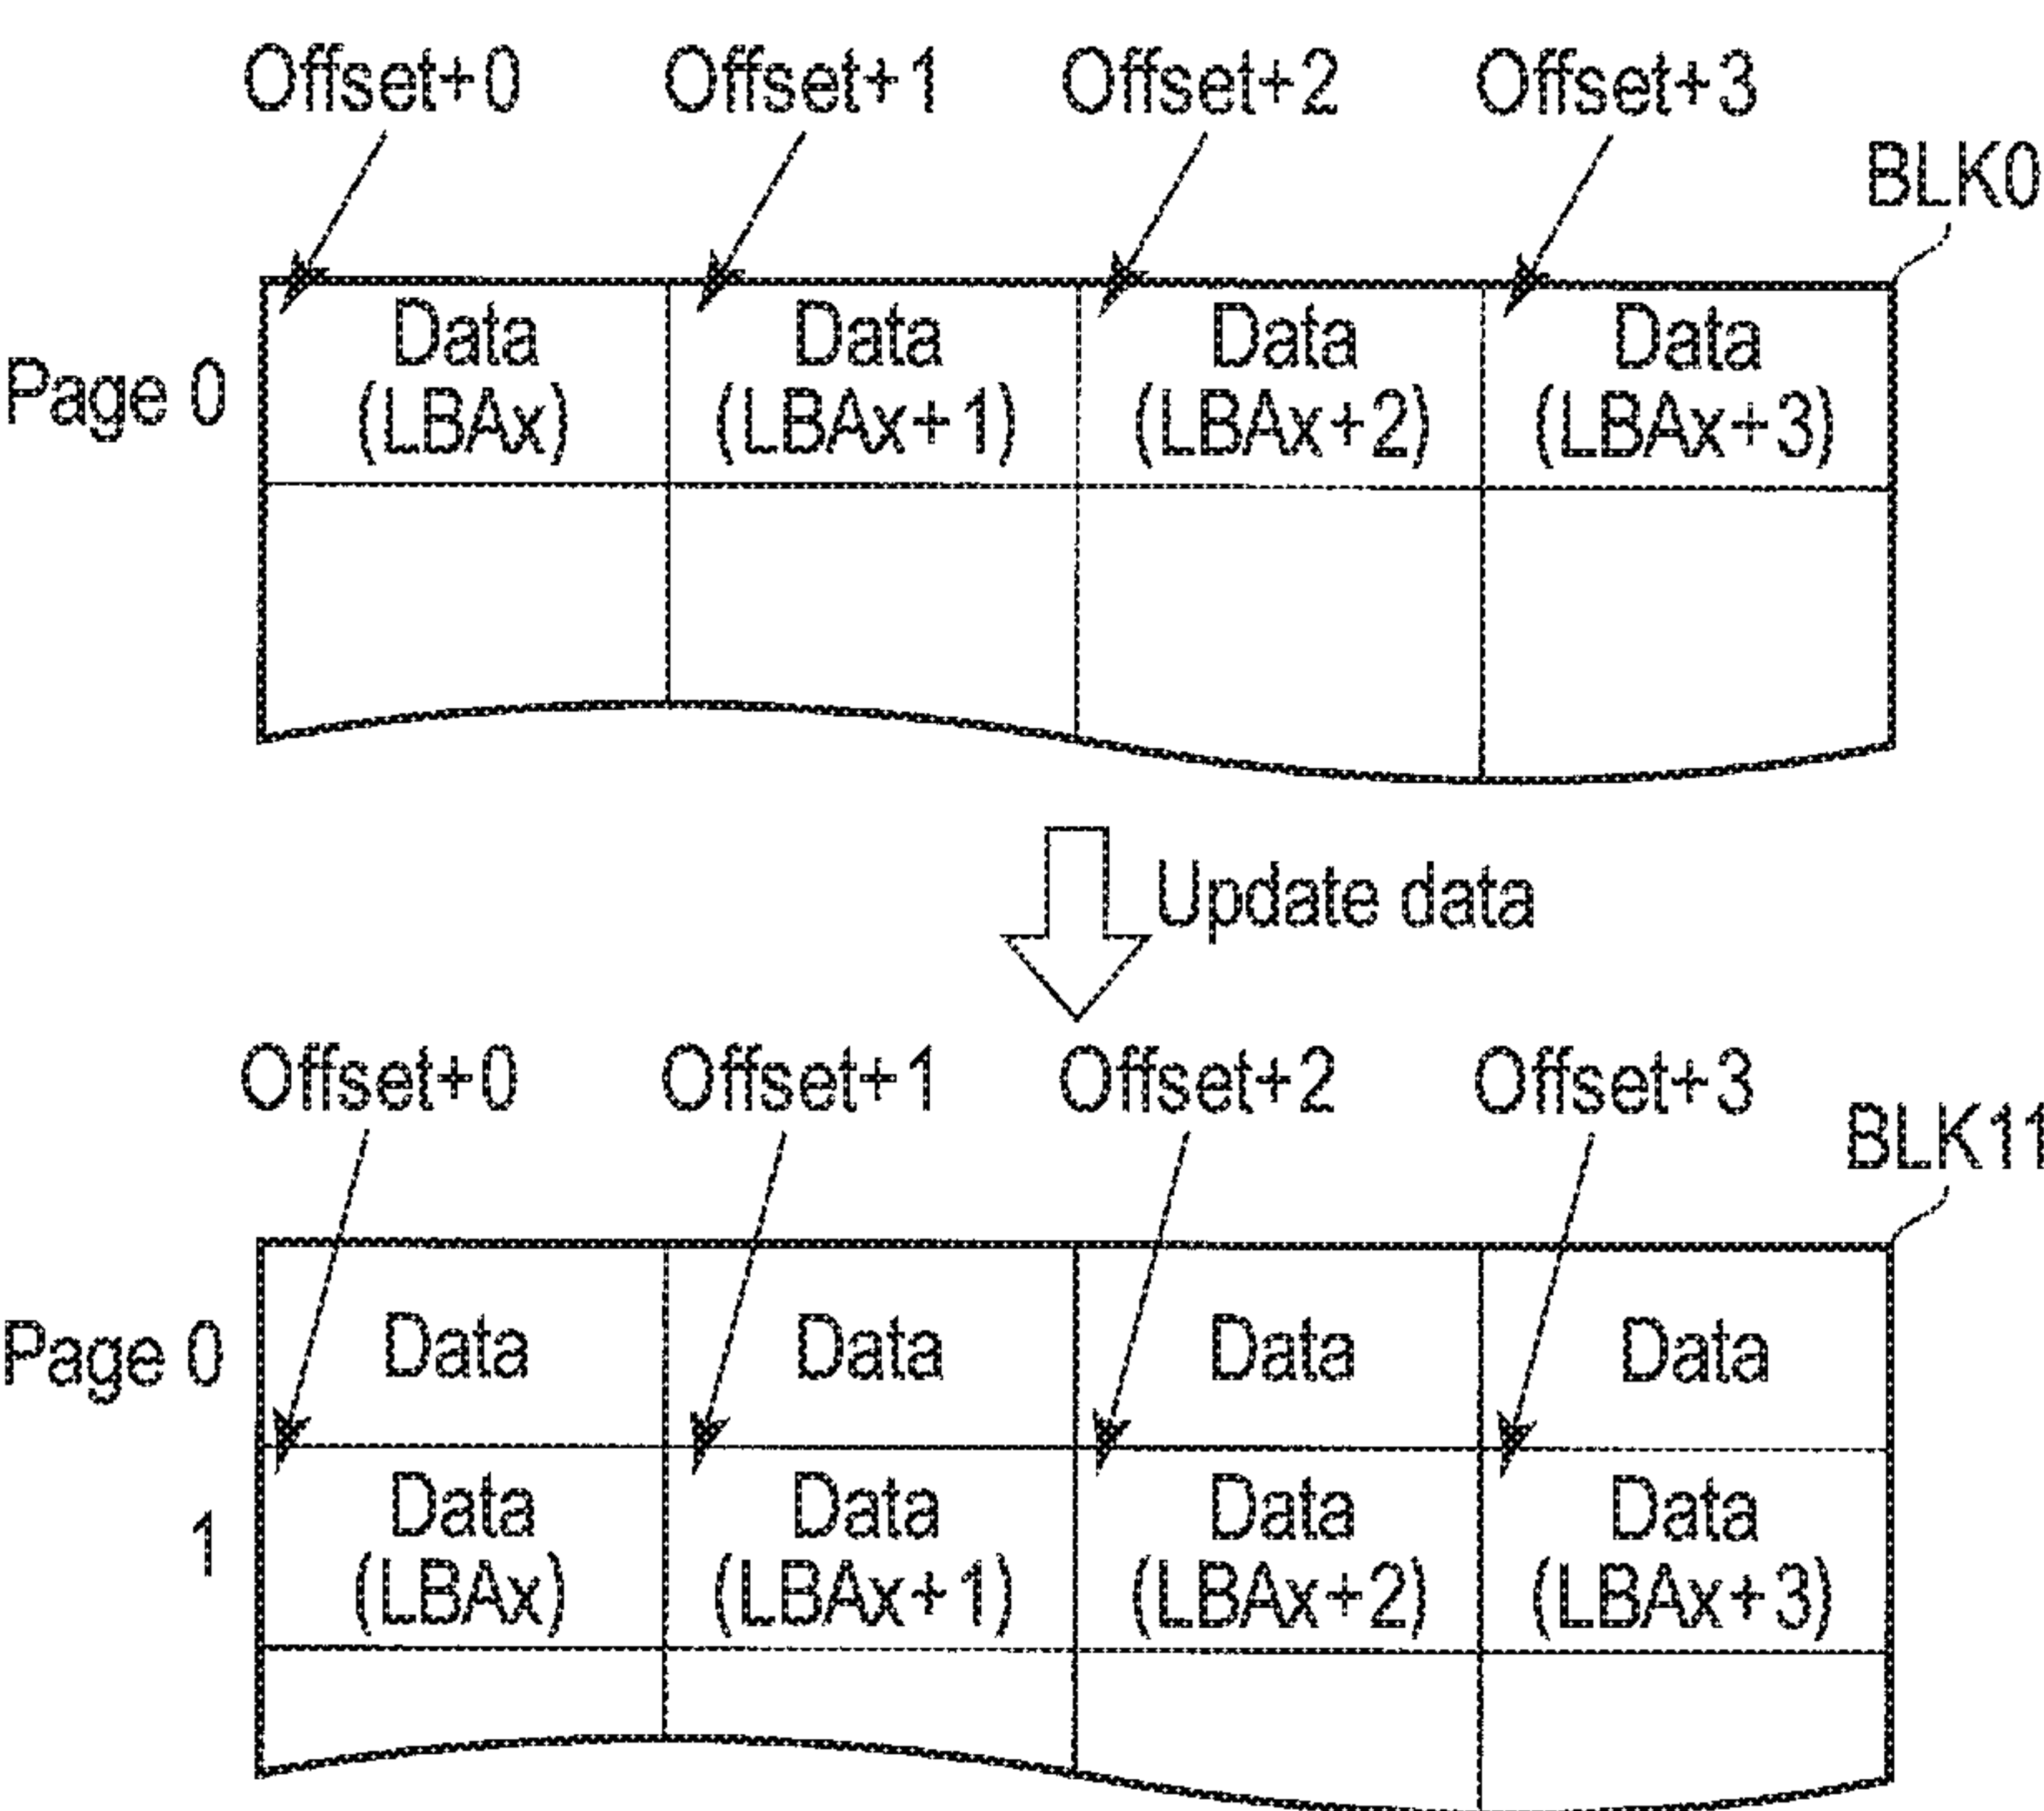 Offset+0 Offset+1 Offset+2 Offset+3
BLK0
Page 0
Data (LBAx)
Data (LBAx+1)
Data (LBAx+2)
Data (LBAx+3)
Update data
Offset+0 Offset+1 Offset+2 Offset+3
BLK11
Page 0 Data Data Data Data
1
Data (LBAx)
Data (LBAx+1)
Data (LBAx+2)
Data (LBAx+3)